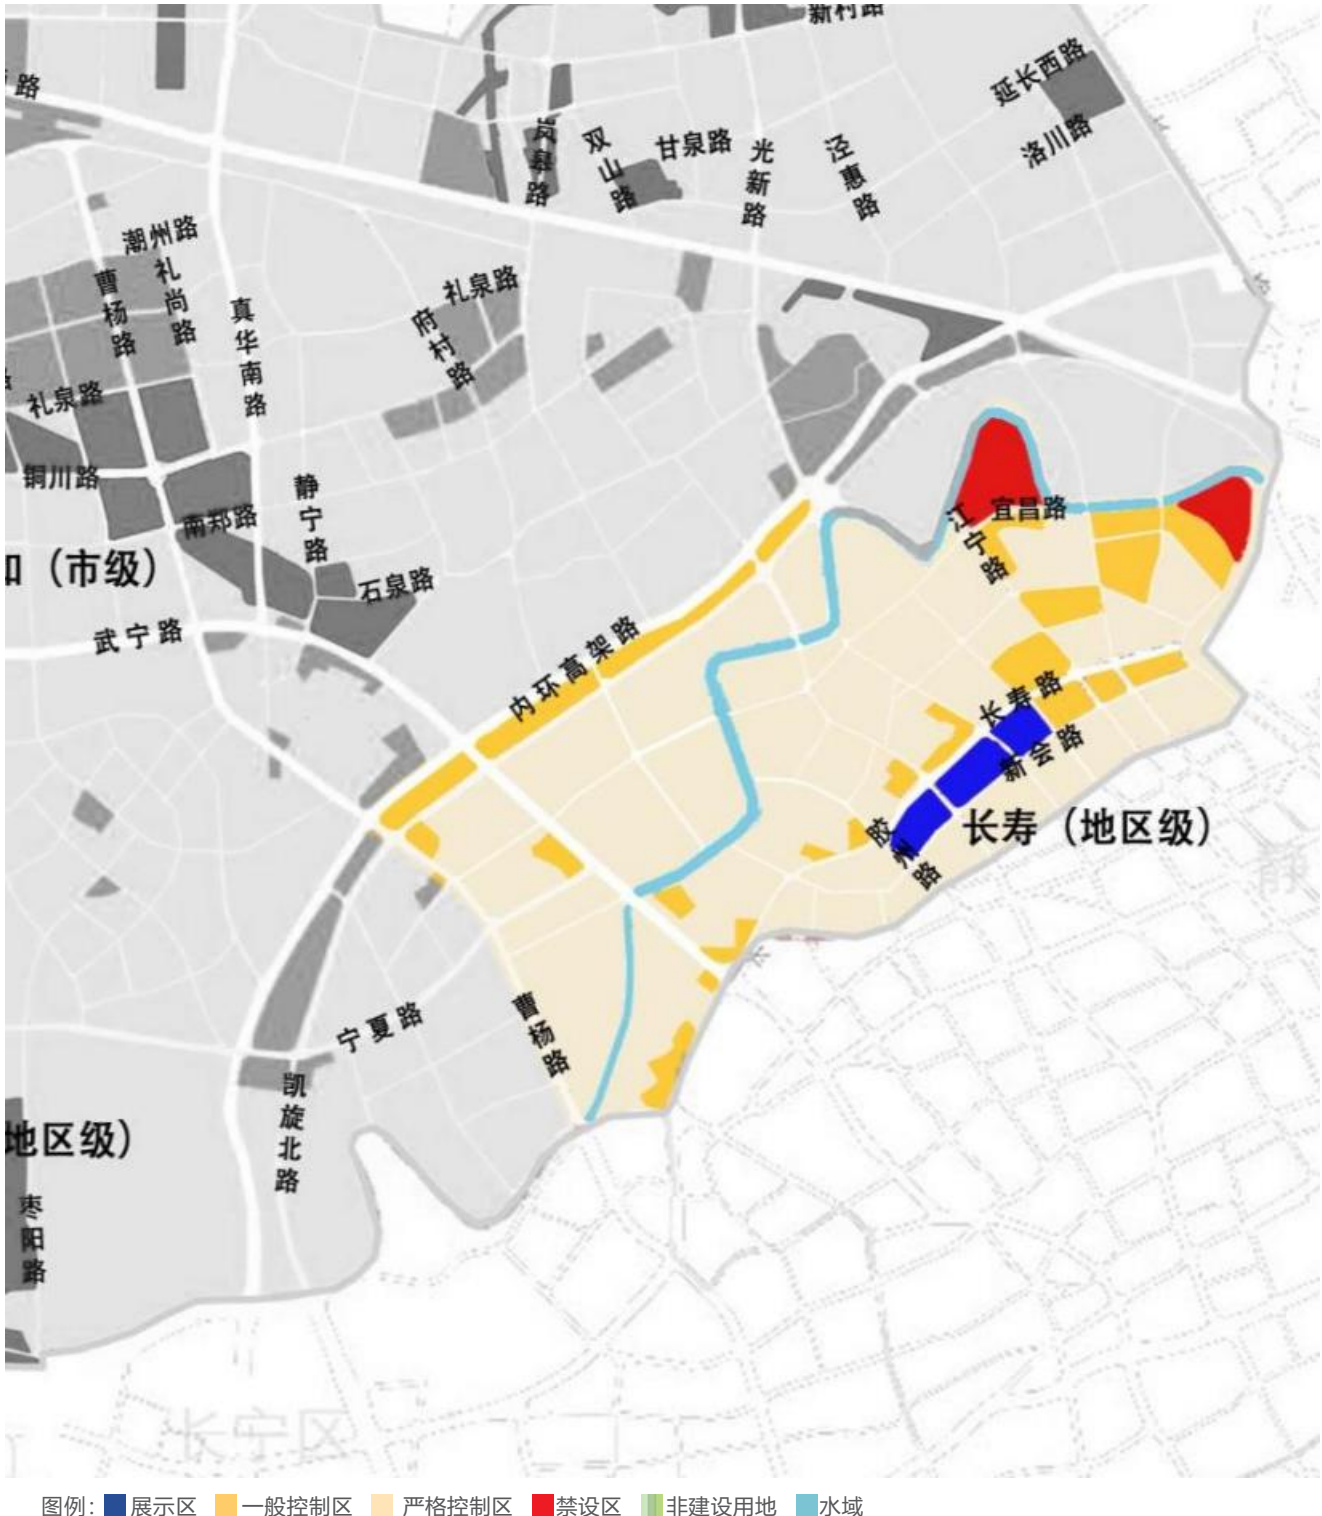 新村路
延长西路
路
岚皋路
双山路
甘泉路
光新路
泾惠路
洛川路
潮州路
曹杨路
礼尚路
真华南路
礼泉路
府村路
礼泉路
铜川路
静宁路
南郑路
江宁路
宜昌路
石泉路
（市级）
武宁路
内环高架路
长寿路
新会路
胶州路
长寿（地区级）
静
曹杨路
宁夏路
凯旋北路
地区级）
枣阳路
长宁区
图例：展示区 一般控制区 严格控制区 禁设区 非建设用地 水域